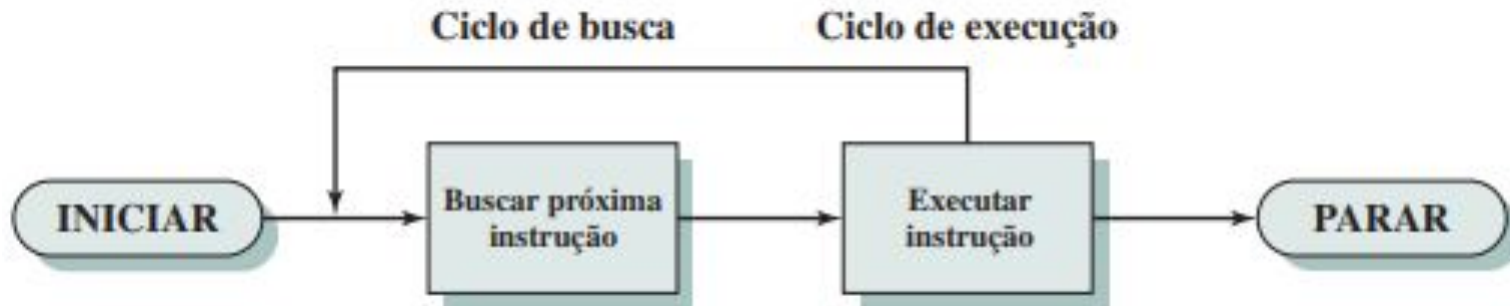 Ciclo de busca
Ciclo de execução
INICIAR
Buscar próxima
instrução
Executar
instrução
PARAR